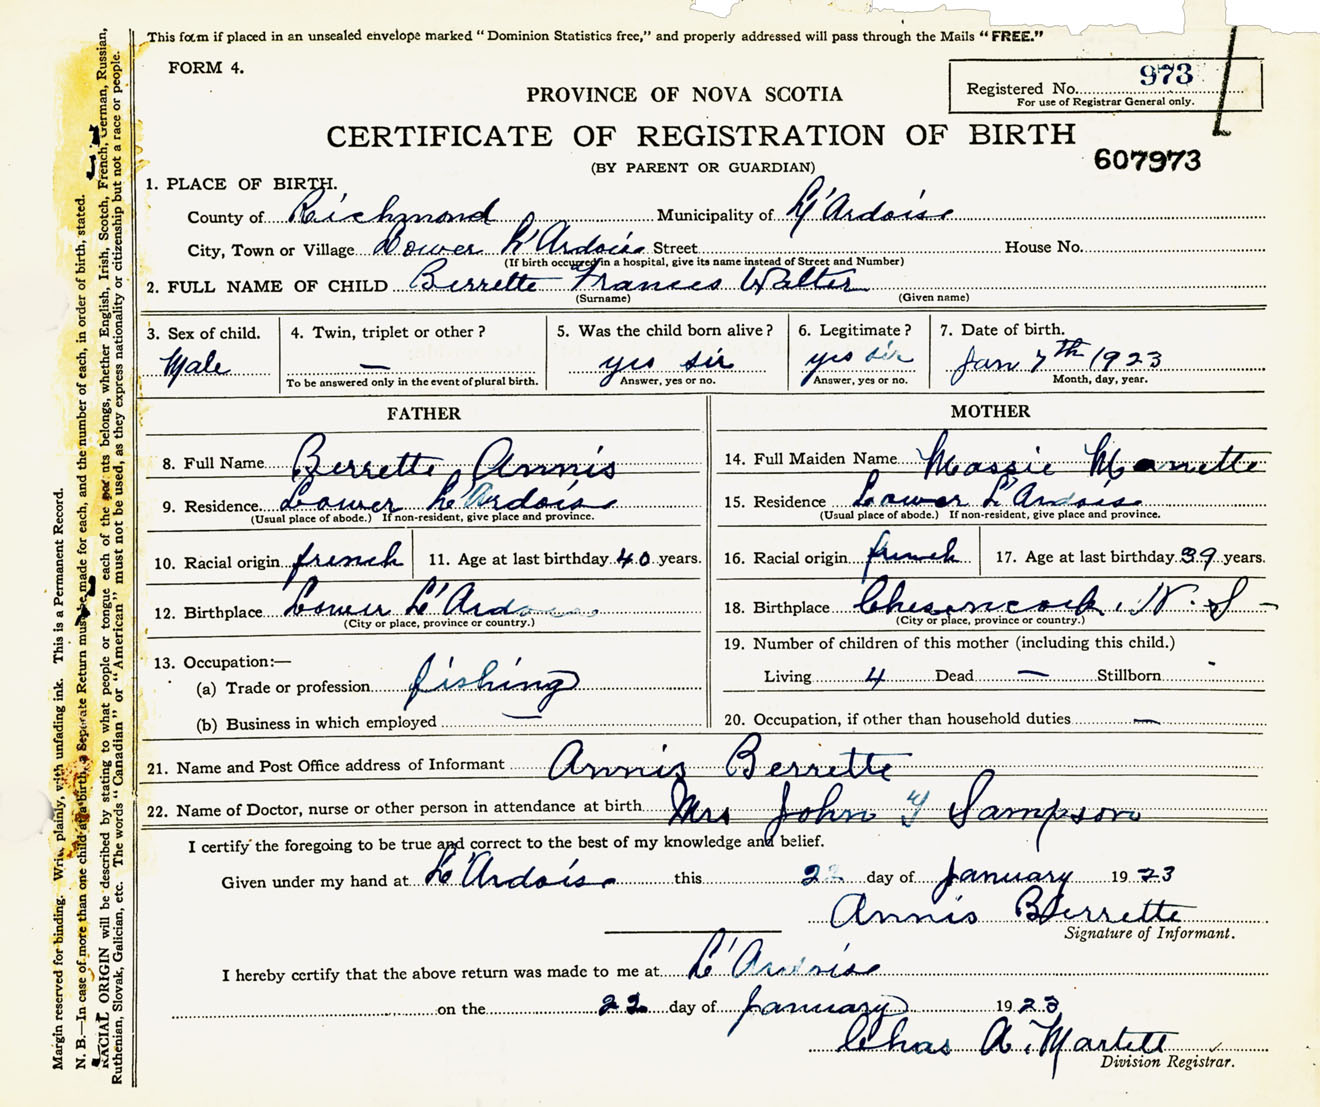 This form if placed in an unsealed envelope marked "Dominion Statistics free," and properly addressed will pass through the Mails "FREE."
FORM 4.
Registered No. 973
For use of Registrar General only.
PROVINCE OF NOVA SCOTIA
CERTIFICATE OF REGISTRATION OF BIRTH
607973
(BY PARENT OR GUARDIAN)
1. PLACE OF BIRTH.
County of Richmond Municipality of L'Ardoise
City, Town or Village Lower L'Ardoise Street House No.
(If birth occurred in a hospital, give its name instead of Street and Number)
2. FULL NAME OF CHILD Berrette Frances Walter
(Surname) (Given name)
3. Sex of child. Male
4. Twin, triplet or other? —
To be answered only in the event of plural birth.
5. Was the child born alive? yes sir
Answer, yes or no.
6. Legitimate? yes sir
Answer, yes or no.
7. Date of birth. Jan 7th 1923
Month, day, year.
FATHER
8. Full Name Berrette, Annis
9. Residence Lower L'Ardoise
(Usual place of abode.) If non-resident, give place and province.
10. Racial origin french 11. Age at last birthday 40 years.
12. Birthplace Lower L'Ardoise
(City or place, province or country.)
13. Occupation:—
(a) Trade or profession fishing
(b) Business in which employed —
MOTHER
14. Full Maiden Name Massie Manette
15. Residence Lower L'Ardoise
(Usual place of abode.) If non-resident, give place and province.
16. Racial origin french 17. Age at last birthday 39 years.
18. Birthplace N. S —
(City or place, province or country.)
19. Number of children of this mother (including this child.)
Living 4 Dead — Stillborn
20. Occupation, if other than household duties —
21. Name and Post Office address of Informant Annis Berrette
22. Name of Doctor, nurse or other person in attendance at birth Mrs John Y Sampson
I certify the foregoing to be true and correct to the best of my knowledge and belief.
Given under my hand at L'Ardoise this 22 day of January 1923
Annis Berrette
Signature of Informant.
I hereby certify that the above return was made to me at L'Ardoise
on the 22 day of January 1923
Chas A. Martell
Division Registrar.
Margin reserved for binding. Write plainly, with unfading ink. This is a Permanent Record.
N. B.—In case of more than one child at a birth, a Separate Return must be made for each, and the number of each, in order of birth, stated.
RACIAL ORIGIN will be described by stating to what people or tongue each of the parents belongs, whether English, Irish, Scotch, French, German, Russian,
Ruthenian, Slovak, Galician, etc. The words "Canadian" or "American" must not be used, as they express nationality or citizenship but not a race or people.